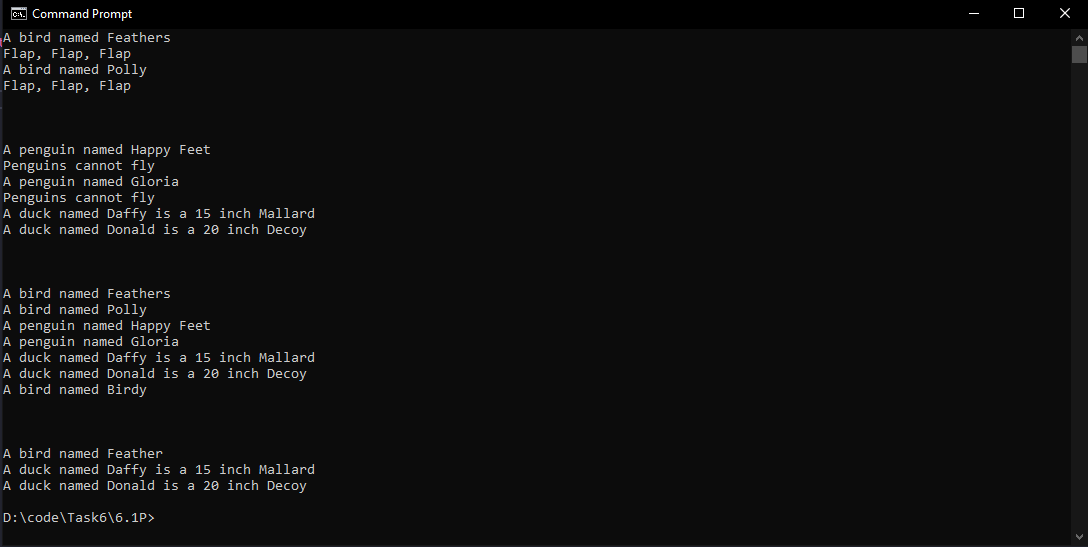 Command Prompt
A bird named Feathers
Flap, Flap, Flap
A bird named Polly
Flap, Flap, Flap
A penguin named Happy Feet
Penguins cannot fly
A penguin named Gloria
Penguins cannot fly
A duck named Daffy is a 15 inch Mallard
A duck named Donald is a 20 inch Decoy
A bird named Feathers
A bird named Polly
A penguin named Happy Feet
A penguin named Gloria
A duck named Daffy is a 15 inch Mallard
A duck named Donald is a 20 inch Decoy
A bird named Birdy
A bird named Feather
A duck named Daffy is a 15 inch Mallard
A duck named Donald is a 20 inch Decoy
D:\code\Task6\6.1P>